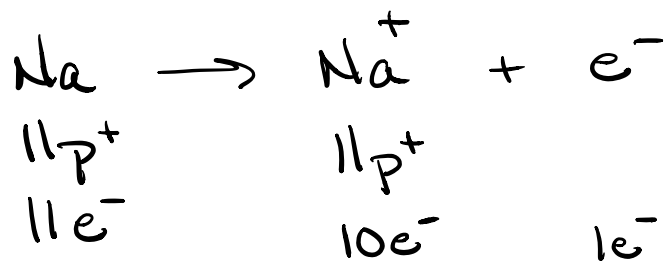 Na → Na⁺ + e⁻
11p⁺ 11p⁺
11e⁻ 10e⁻ 1e⁻